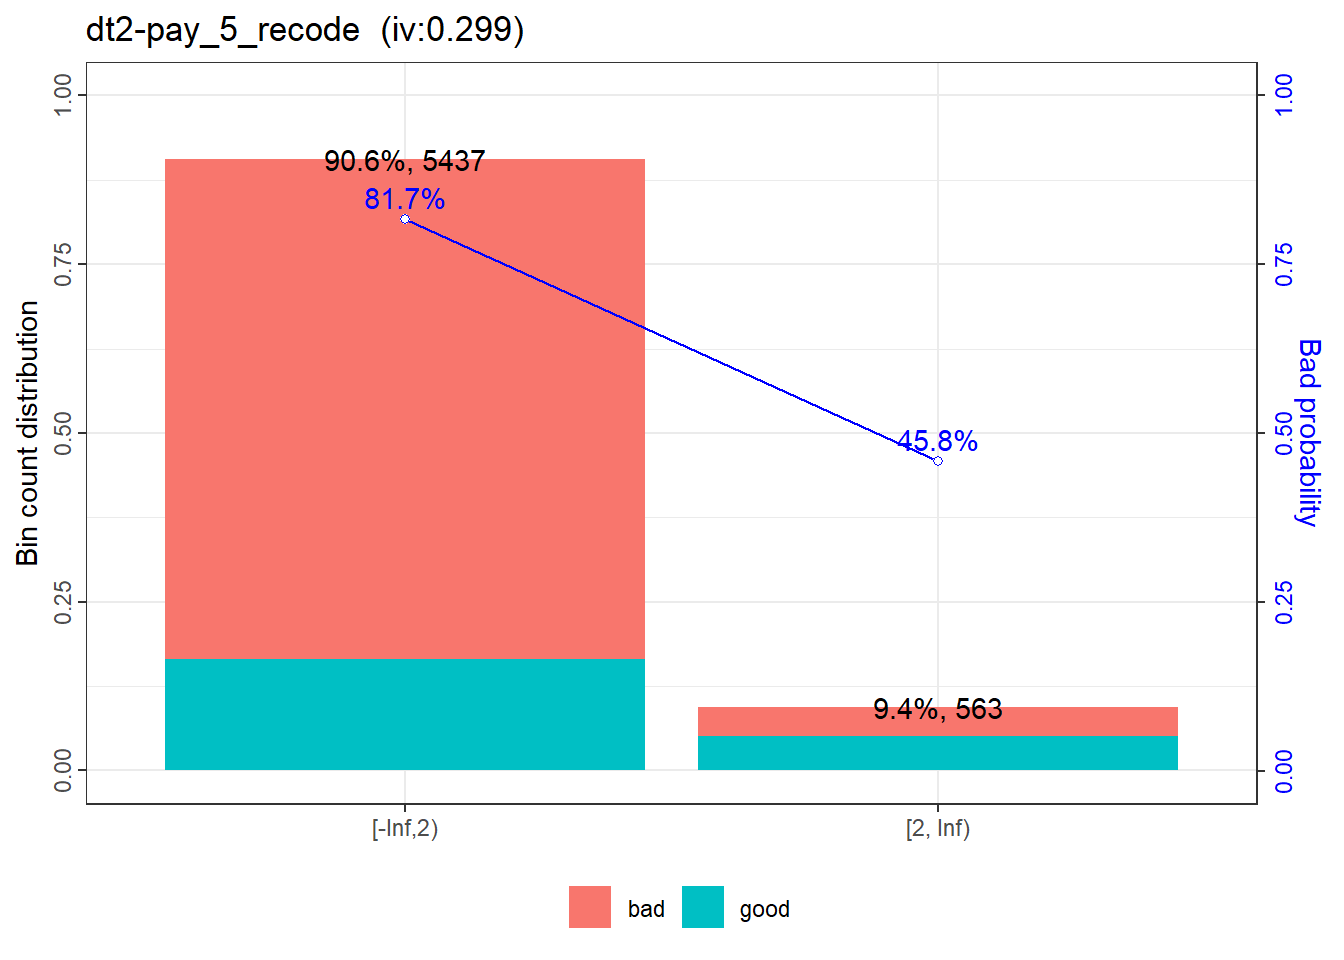 dt2-pay_5_recode  (iv:0.299)
1.00
0.75
0.50
0.25
0.00
Bin count distribution
90.6%, 5437
81.7%
45.8%
9.4%, 563
1.00
0.75
0.50
0.25
0.00
Bad probability
[-Inf,2)
[2, Inf)
bad
good